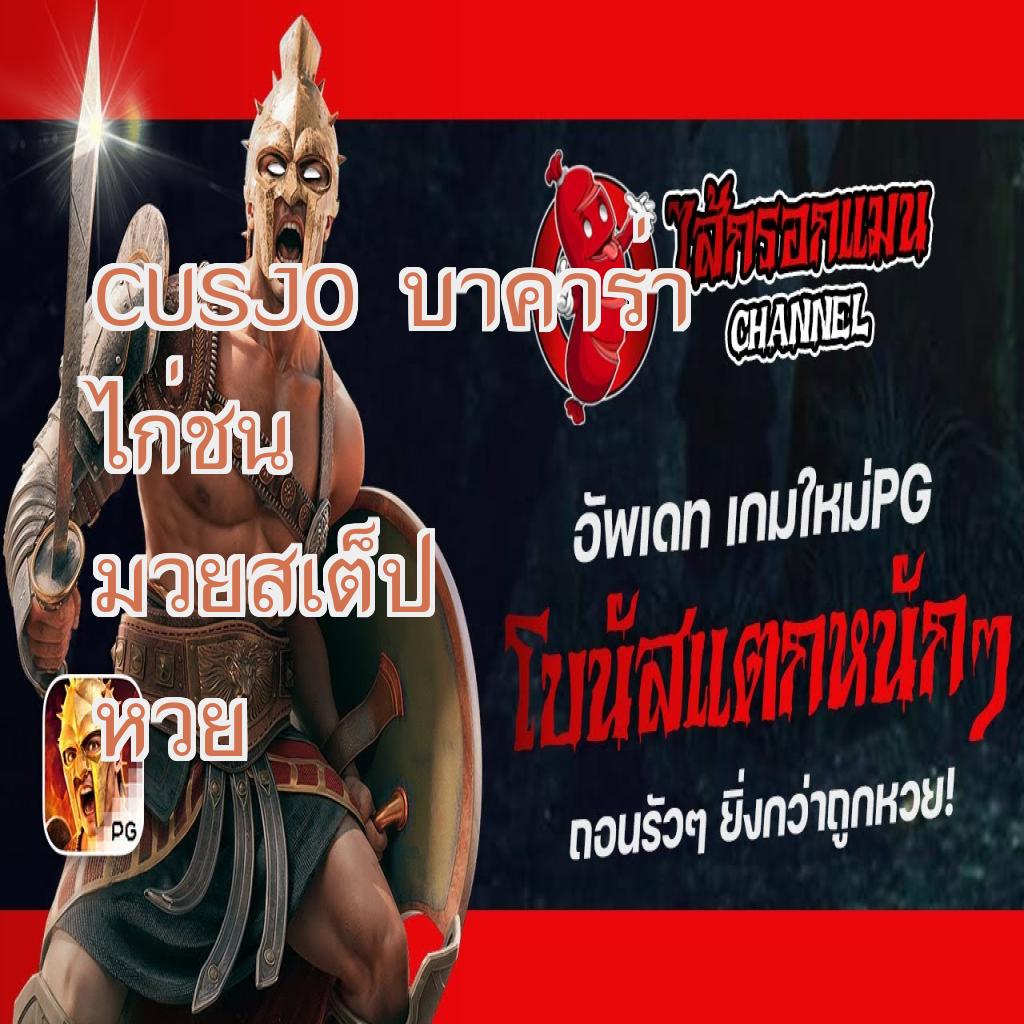 CUSJO บาคาร่า
ไก่ชน
มวยสเต็ป
หวย
ไส้กรอกแมน
CHANNEL
อัพเดท เกมใหม่PG
โบนัสแตกหนักๆ
ถอนรัวๆ ยิ่งกว่าถูกหวย!
PG